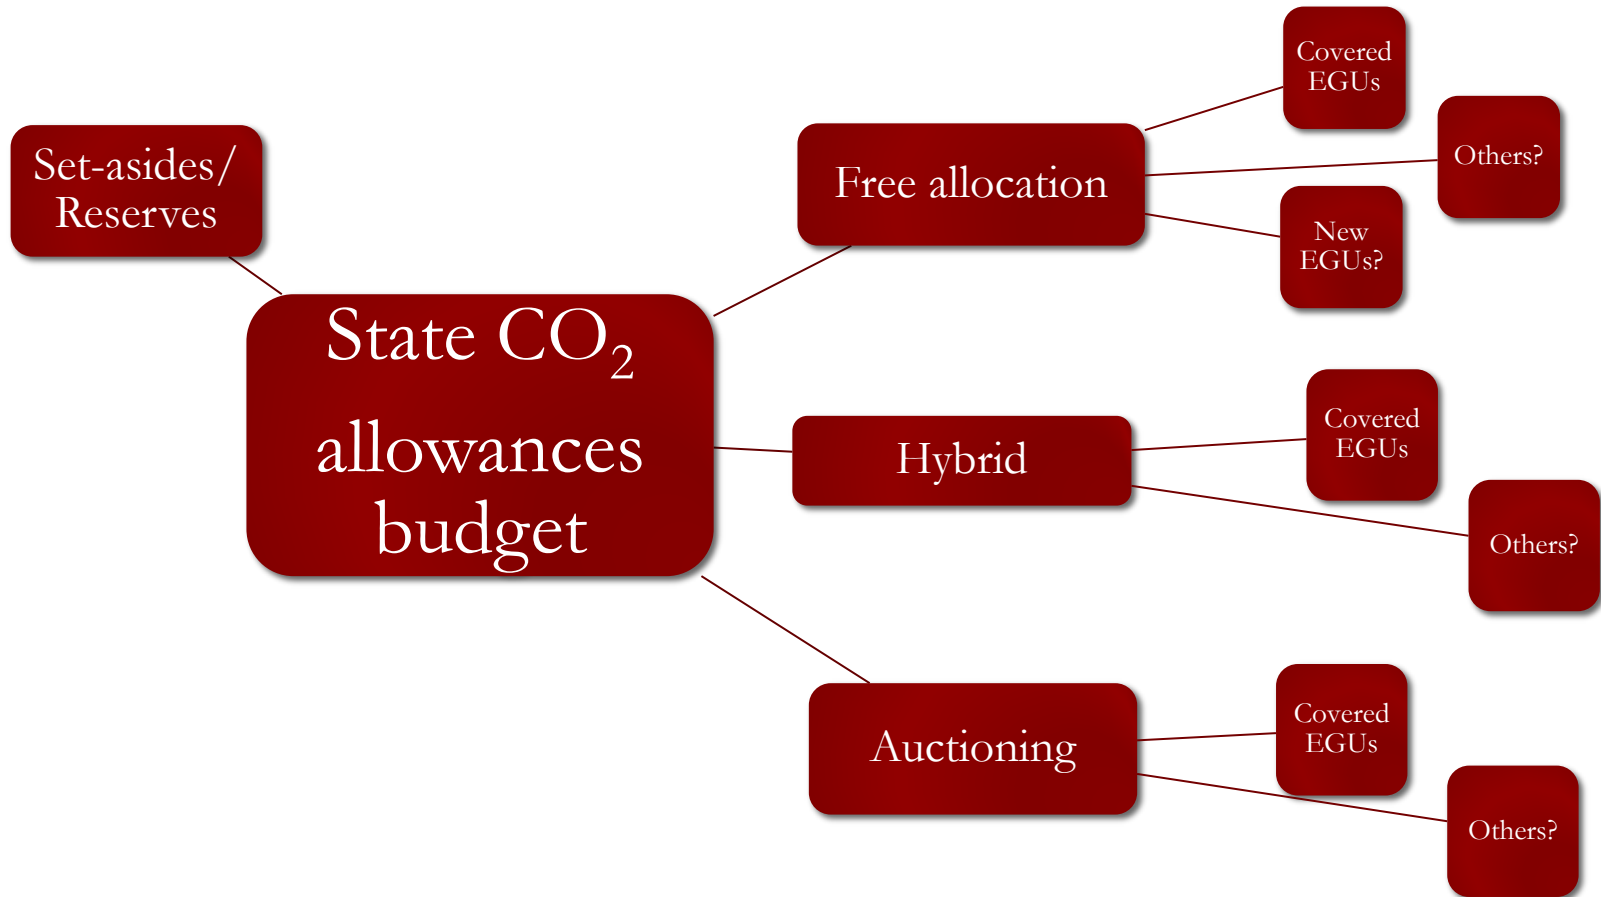 Set-asides/
Reserves
State CO₂
allowances
budget
Free allocation
Covered
EGUs
Others?
New
EGUs?
Hybrid
Covered
EGUs
Others?
Auctioning
Covered
EGUs
Others?